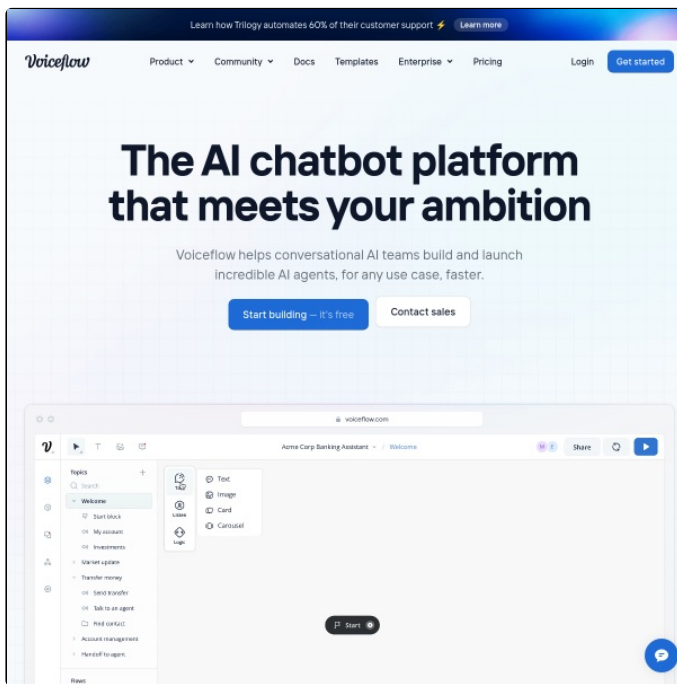 Learn how Trilogy automates 60% of their customer support ⚡ Learn more
Voiceflow
Product
Community
Docs
Templates
Enterprise
Pricing
Login
Get started
The AI chatbot platform
that meets your ambition
Voiceflow helps conversational AI teams build and launch
incredible AI agents, for any use case, faster.
Start building — it's free
Contact sales
voiceflow.com
Acme Corp Banking Assistant / Welcome
M
E
Share
Topics
Search
Welcome
Start block
My account
Investments
Market update
Transfer money
Send transfer
Talk to an agent
Find contact
Account management
Handoff to agent
Flows
Talk
Listen
Logic
Text
Image
Card
Carousel
Start